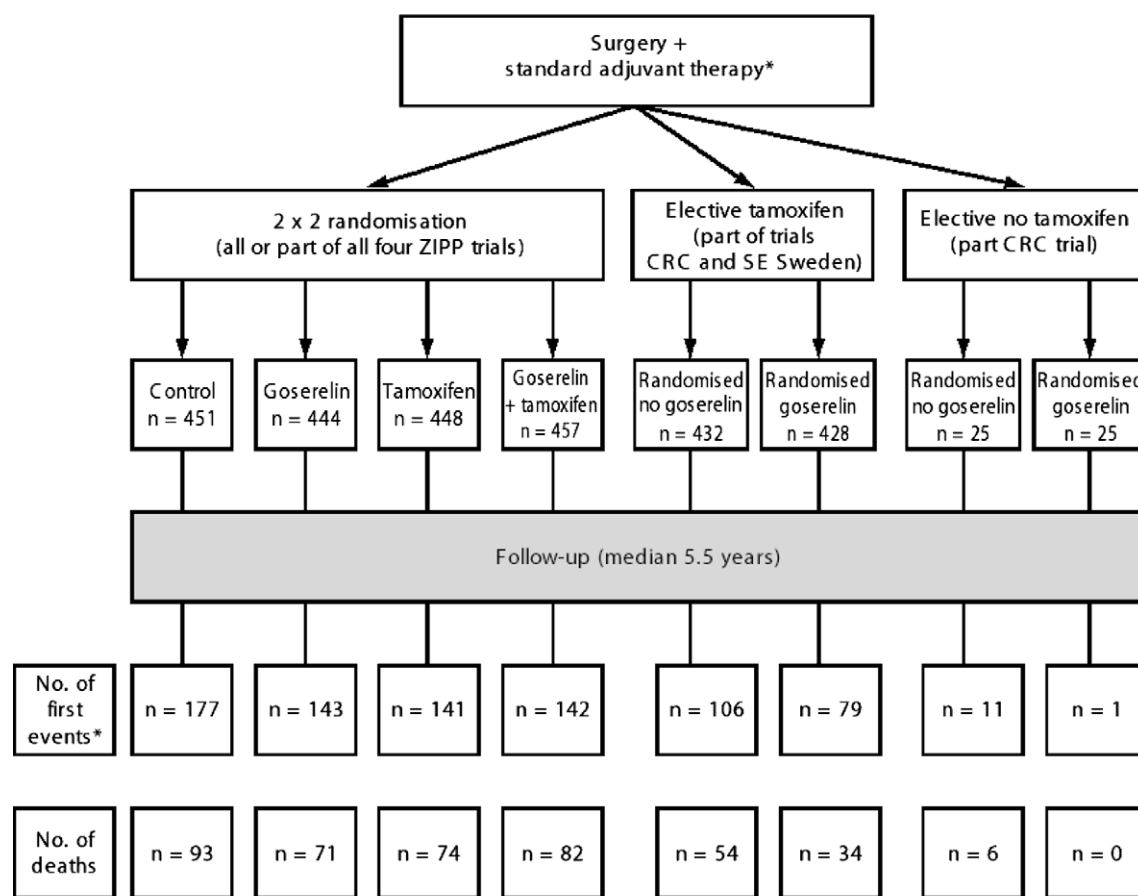 Surgery +
standard adjuvant therapy*
2 x 2 randomisation
(all or part of all four ZIPP trials)
Elective tamoxifen
(part of trials
CRC and SE Sweden)
Elective no tamoxifen
(part CRC trial)
Control
n = 451
Goserelin
n = 444
Tamoxifen
n = 448
Goserelin
+ tamoxifen
n = 457
Randomised
no goserelin
n = 432
Randomised
goserelin
n = 428
Randomised
no goserelin
n = 25
Randomised
goserelin
n = 25
Follow-up (median 5.5 years)
No. of
first
events*
n = 177
n = 143
n = 141
n = 142
n = 106
n = 79
n = 11
n = 1
No. of
deaths
n = 93
n = 71
n = 74
n = 82
n = 54
n = 34
n = 6
n = 0